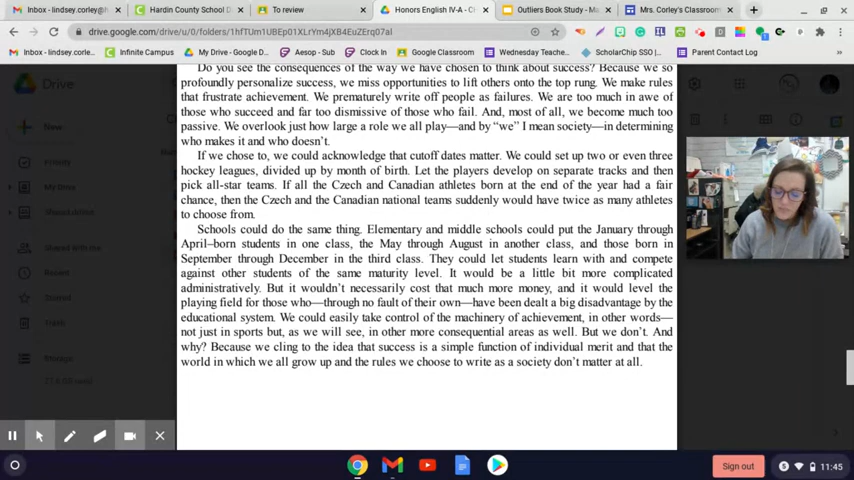 Inbox - lindsey.corley@
Hardin County School D
To review
Honors English IV-A - C
Outliers Book Study - Ma
Mrs. Corley's Classroom
drive.google.com/drive/u/0/folders/1hfTUm1UBEp01XLrYm4jXB6muEuZErq07aI
Inbox - lindsey.corley...
Infinite Campus
My Drive - Google D...
Aesop - Sub
Clock In
Google Classroom
Wednesday Teache...
ScholarChip SSO |...
Parent Contact Log
Drive
New
Priority
My Drive
Shared drives
Shared with me
Recent
Starred
Trash
Storage
Do you see the consequences of the way we have chosen to think about success? Because we so
profoundly personalize success, we miss opportunities to lift others onto the top rung. We make rules
that frustrate achievement. We prematurely write off people as failures. We are too much in awe of
those who succeed and far too dismissive of those who fail. And, most of all, we become much too
passive. We overlook just how large a role we all play—and by “we” I mean society—in determining
who makes it and who doesn’t.
If we chose to, we could acknowledge that cutoff dates matter. We could set up two or even three
hockey leagues, divided up by month of birth. Let the players develop on separate tracks and then
pick all-star teams. If all the Czech and Canadian athletes born at the end of the year had a fair
chance, then the Czech and the Canadian national teams suddenly would have twice as many athletes
to choose from.
Schools could do the same thing. Elementary and middle schools could put the January through
April–born students in one class, the May through August in another class, and those born in
September through December in the third class. They could let students learn with and compete
against other students of the same maturity level. It would be a little bit more complicated
administratively. But it wouldn’t necessarily cost that much more money, and it would level the
playing field for those who—through no fault of their own—have been dealt a big disadvantage by the
educational system. We could easily take control of the machinery of achievement, in other words—
not just in sports but, as we will see, in other more consequential areas as well. But we don’t. And
why? Because we cling to the idea that success is a simple function of individual merit and that the
world in which we all grow up and the rules we choose to write as a society don’t matter at all.
Sign out
11:45